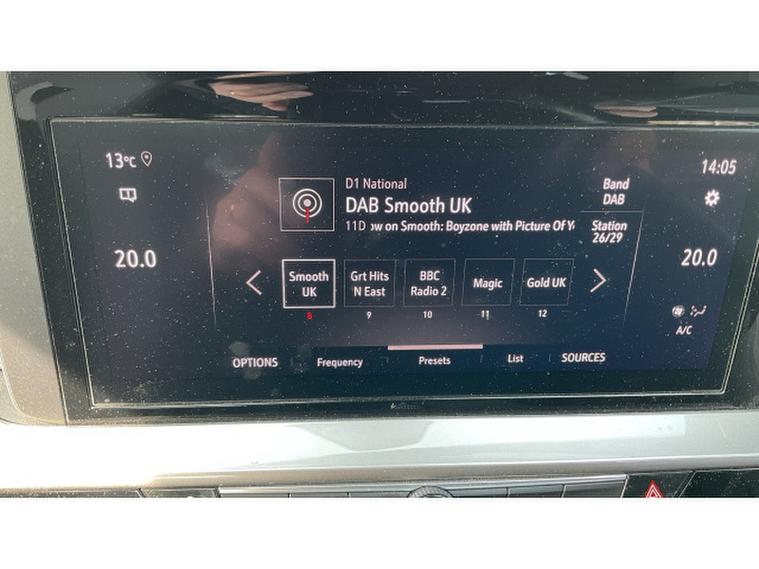 13°C
14:05
D1 National
DAB Smooth UK
11D ow on Smooth: Boyzone with Picture Of Y
Band
DAB
Station
26/29
20.0
20.0
Smooth
UK
8
Grt Hits
N East
9
BBC
Radio 2
10
Magic
11
Gold UK
12
A/C
OPTIONS
Frequency
Presets
List
SOURCES